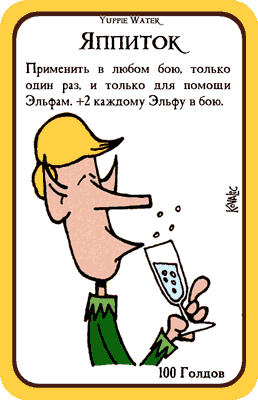 Yuppie Water
Яппиток
Применить в любом бою, только
один раз, и только для помощи
Эльфам. +2 каждому Эльфу в бою.
Kovalic
100 Голдов